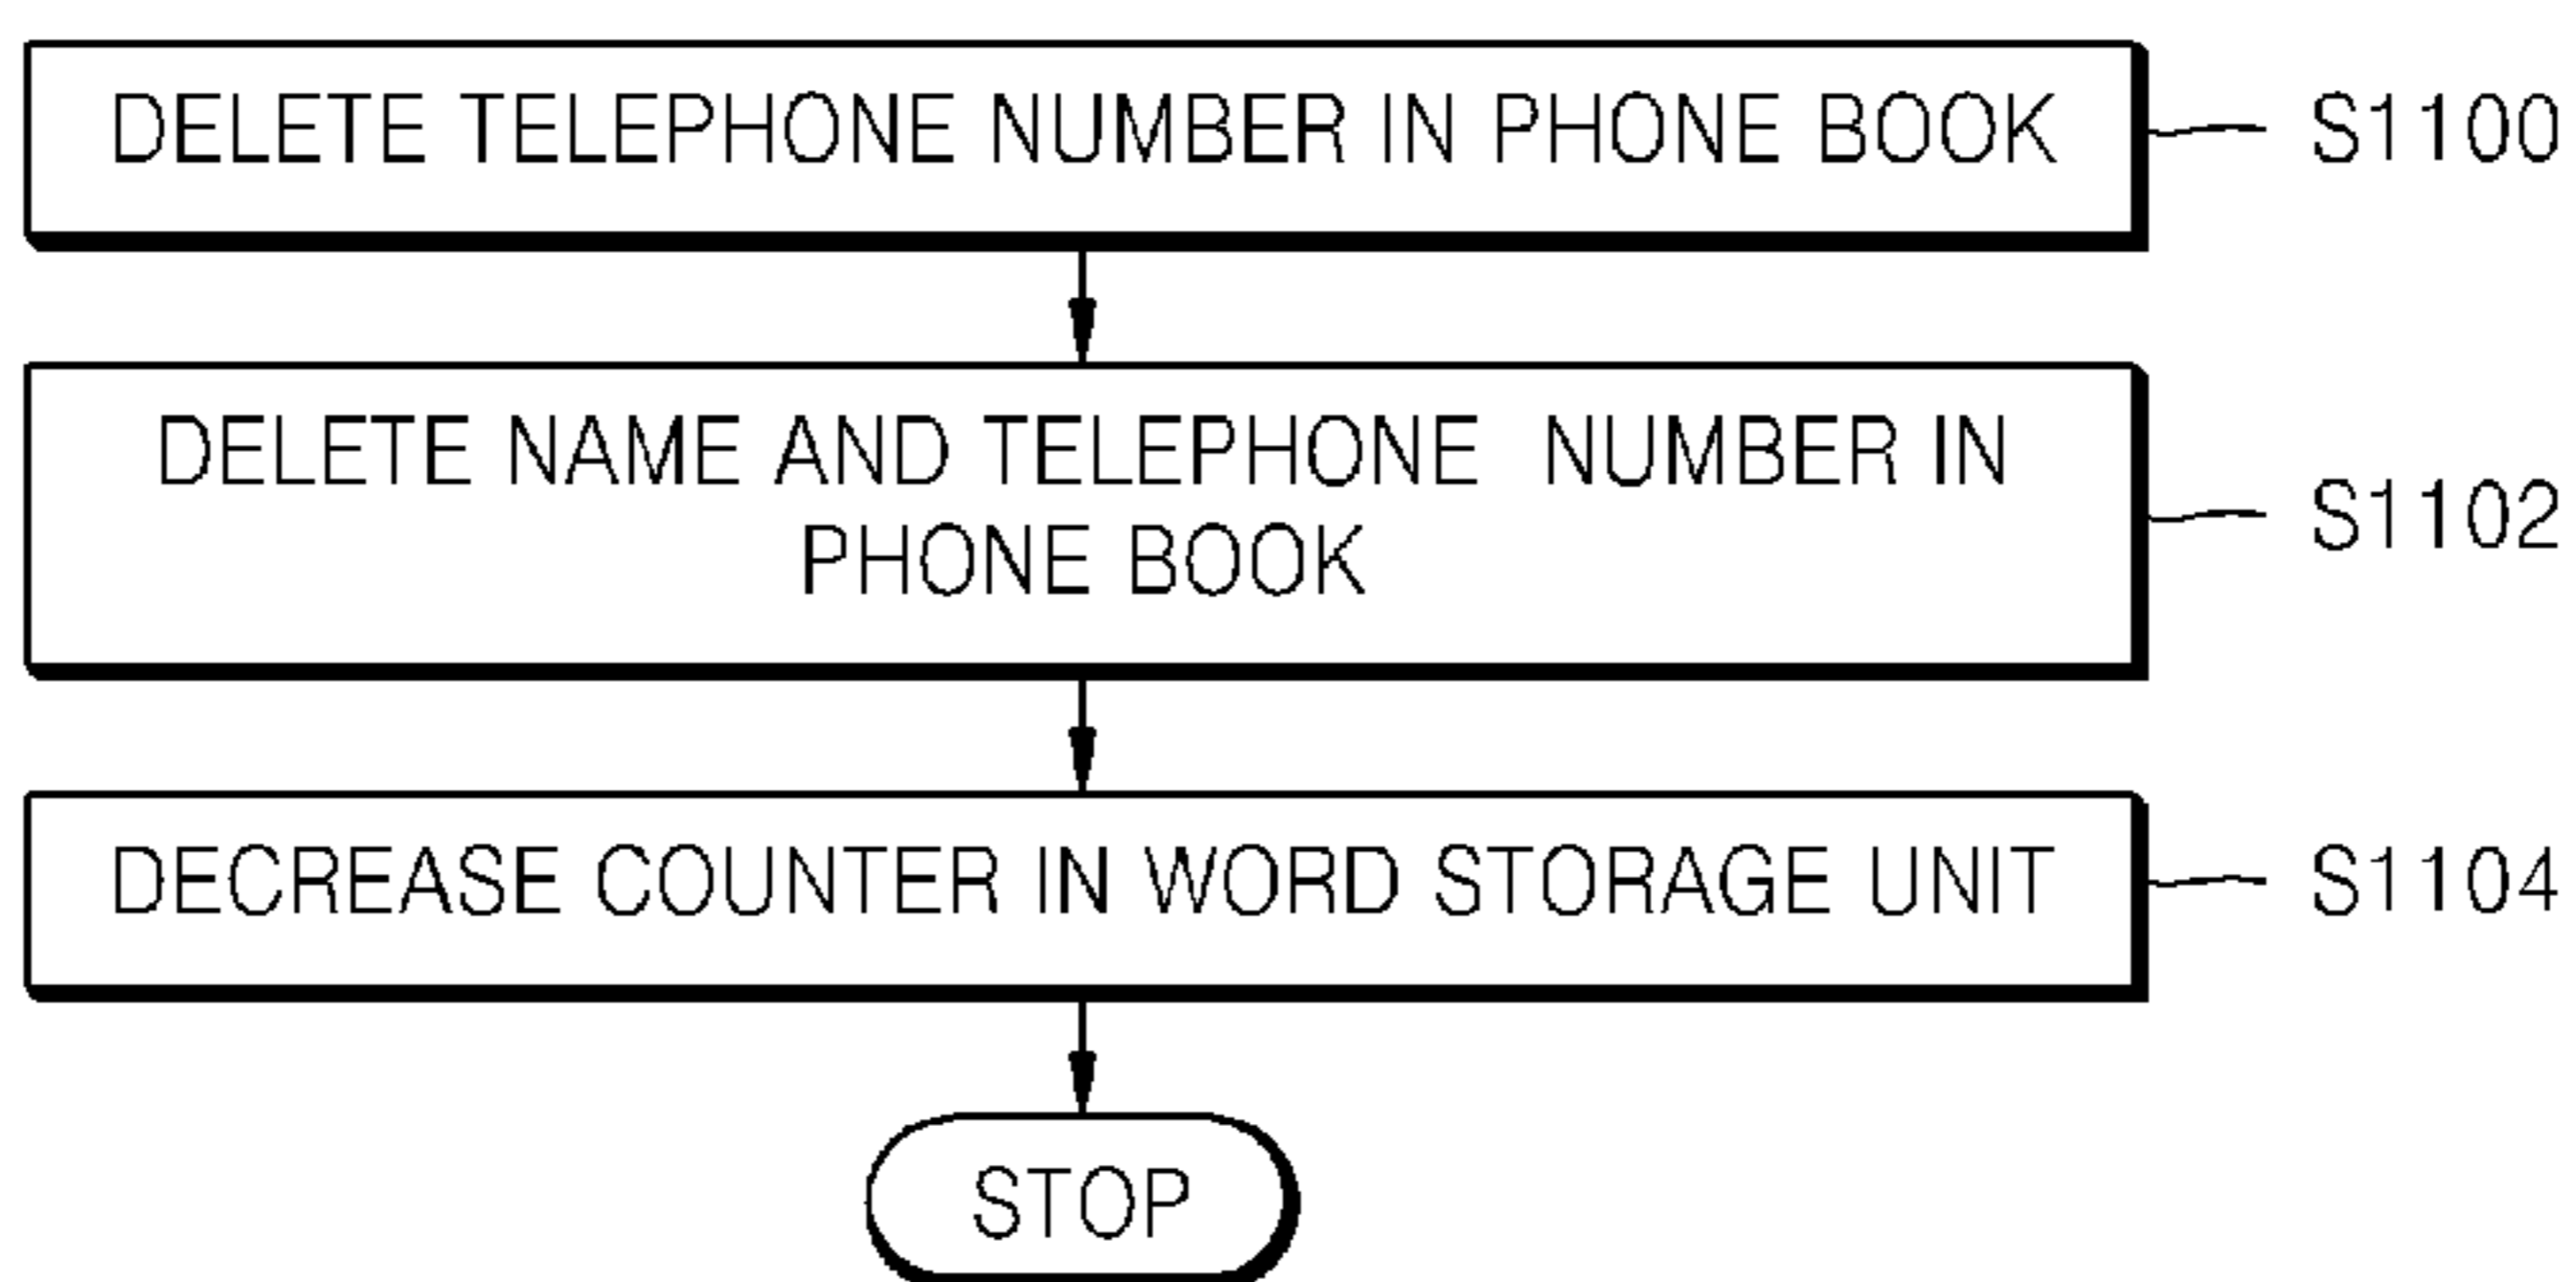 DELETE TELEPHONE NUMBER IN PHONE BOOK
S1100
DELETE NAME AND TELEPHONE NUMBER IN
PHONE BOOK
S1102
DECREASE COUNTER IN WORD STORAGE UNIT
S1104
STOP